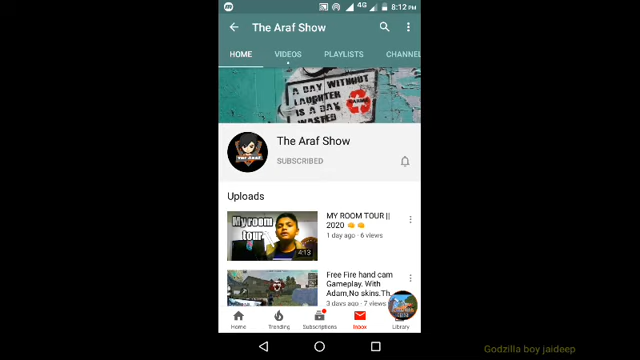 4G 8:12 PM
The Araf Show
HOME VIDEOS PLAYLISTS CHANNEL
A DAY WITHOUT
LAUGHTER
IS A DAY
WASTED
The Araf Show
SUBSCRIBED
Uploads
My room
tour
4:13
MY ROOM TOUR ||
2020 👊 👊
1 day ago · 6 views
Free Fire hand cam
Gameplay. With
Adam,No skins.Th..
3 days ago · 7 views
Home Trending Subscriptions Inbox Library
Godzilla boy jaideep